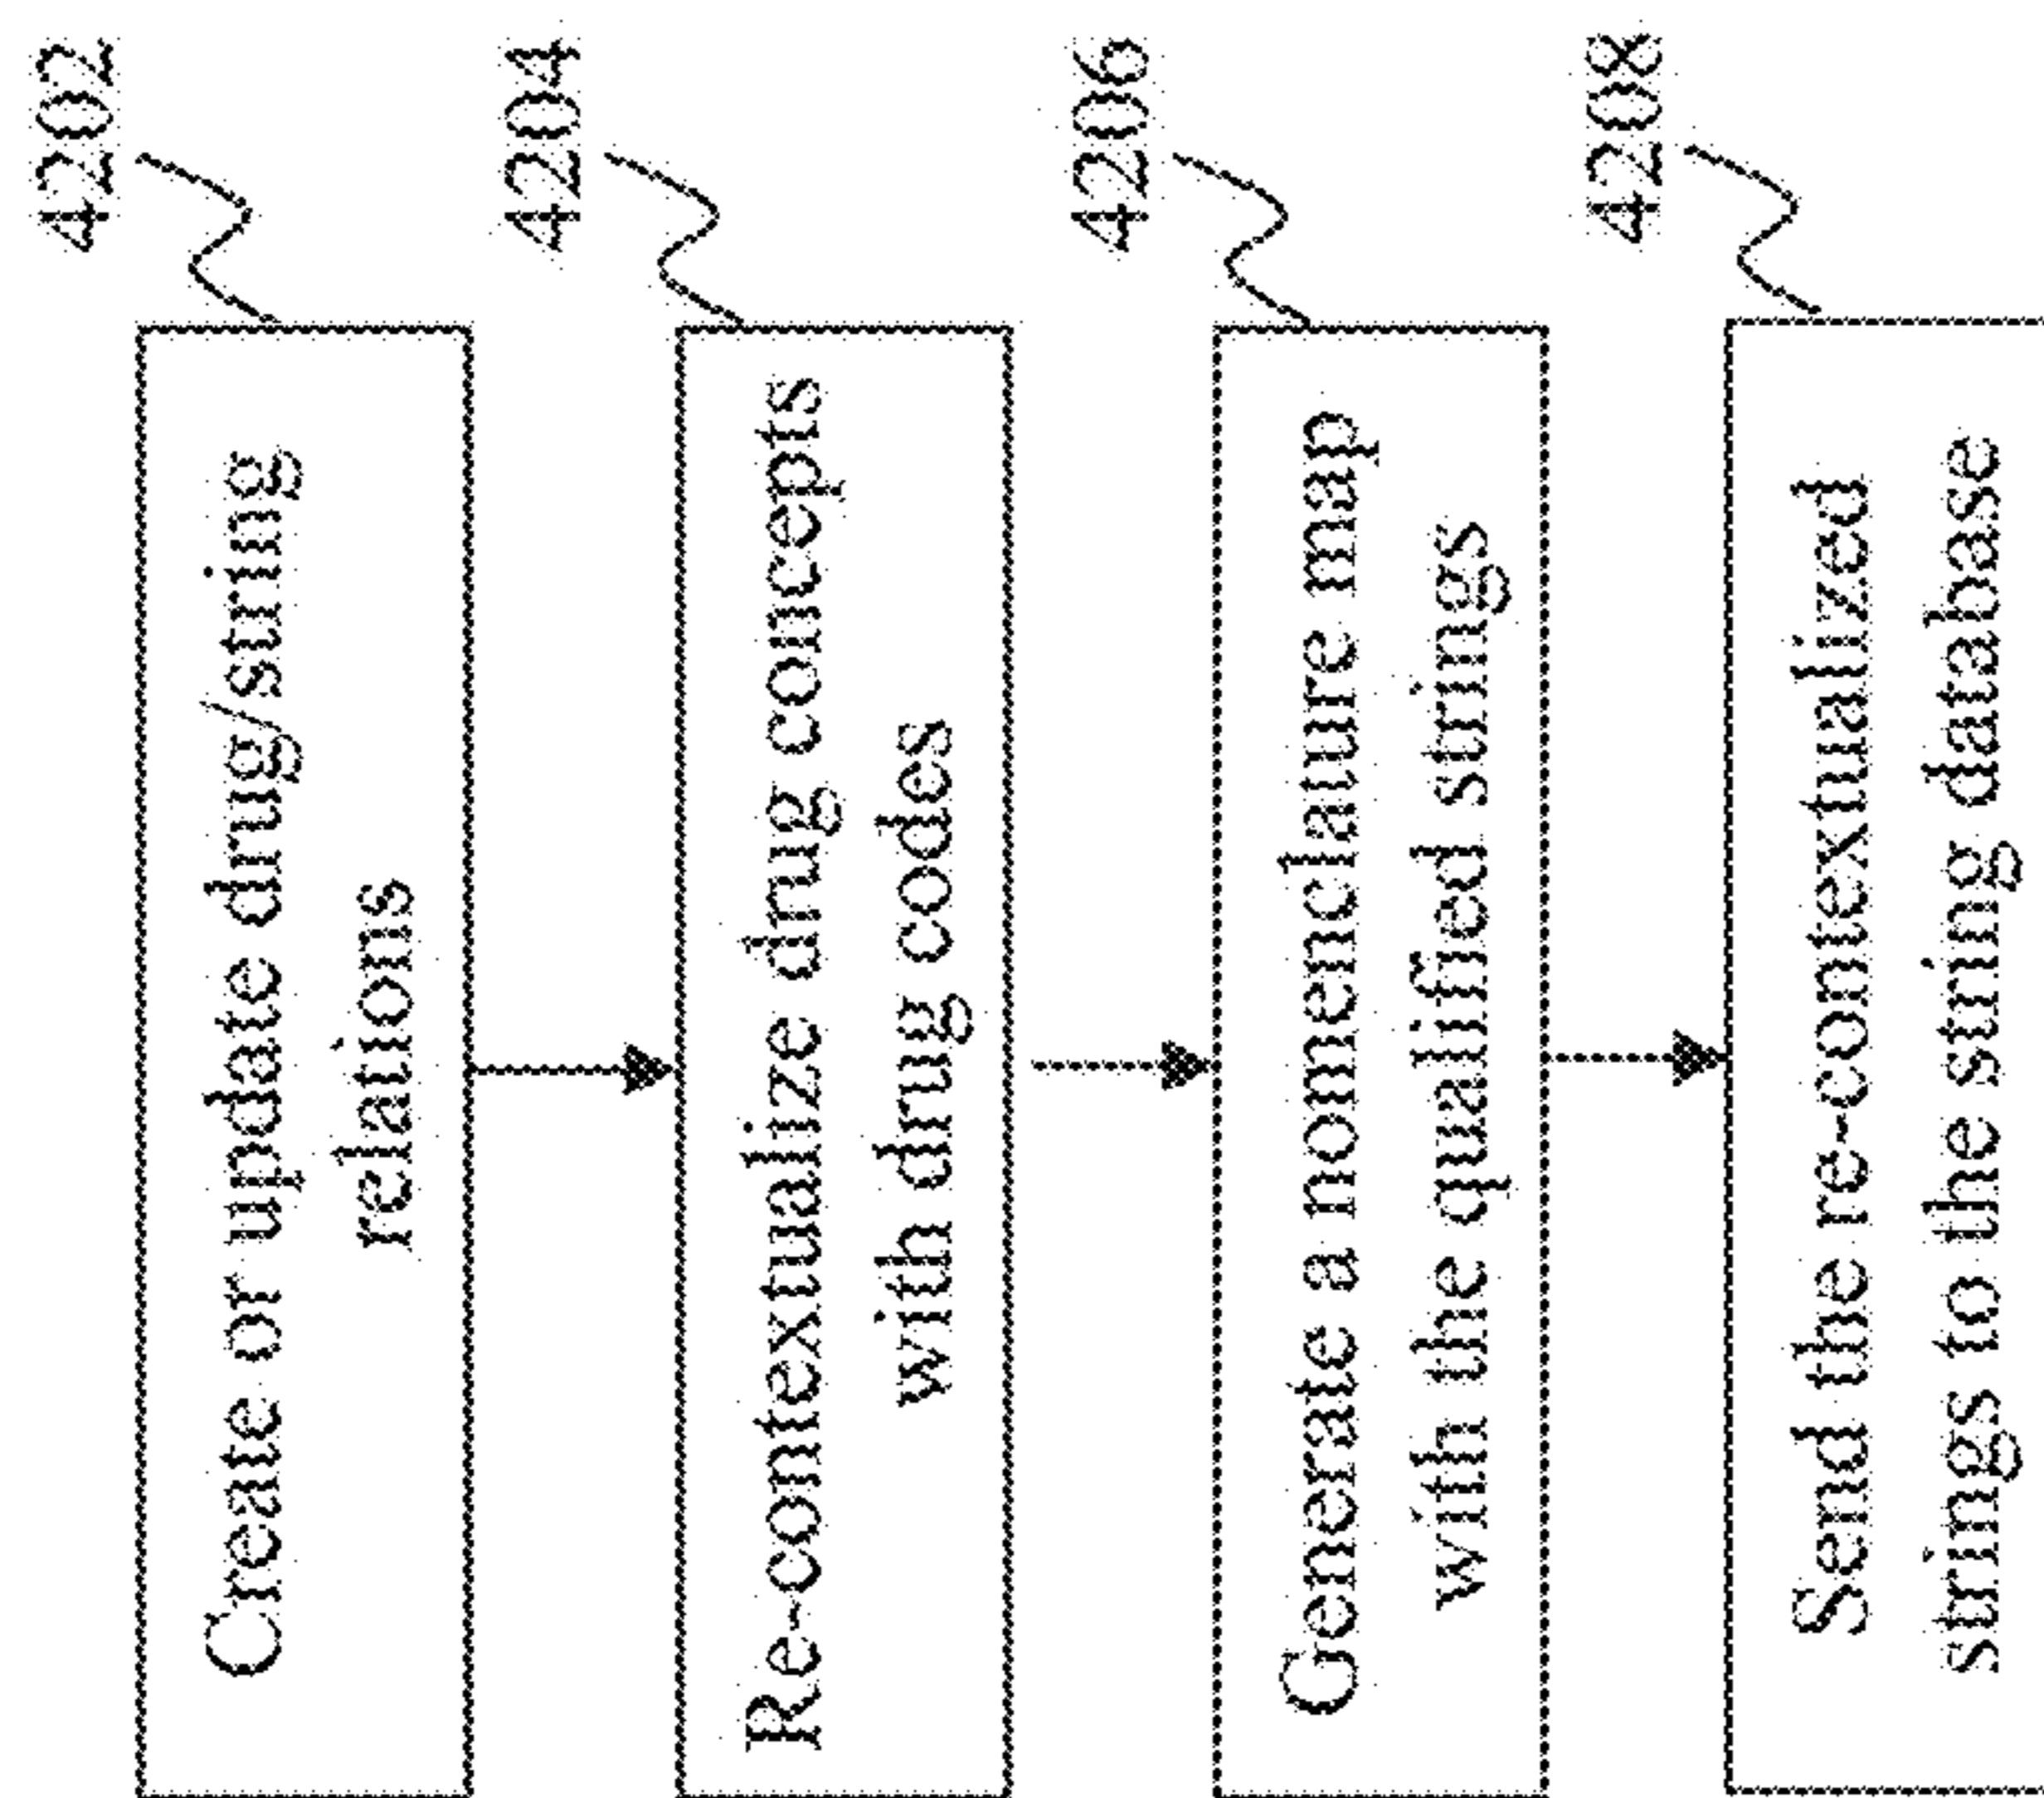 4202
Create or update drug/string
relations
4204
Re-contextualize drug concepts
with drug codes
4206
Generate a nomenclature map
with the qualified strings
4208
Send the re-contextualized
strings to the string database